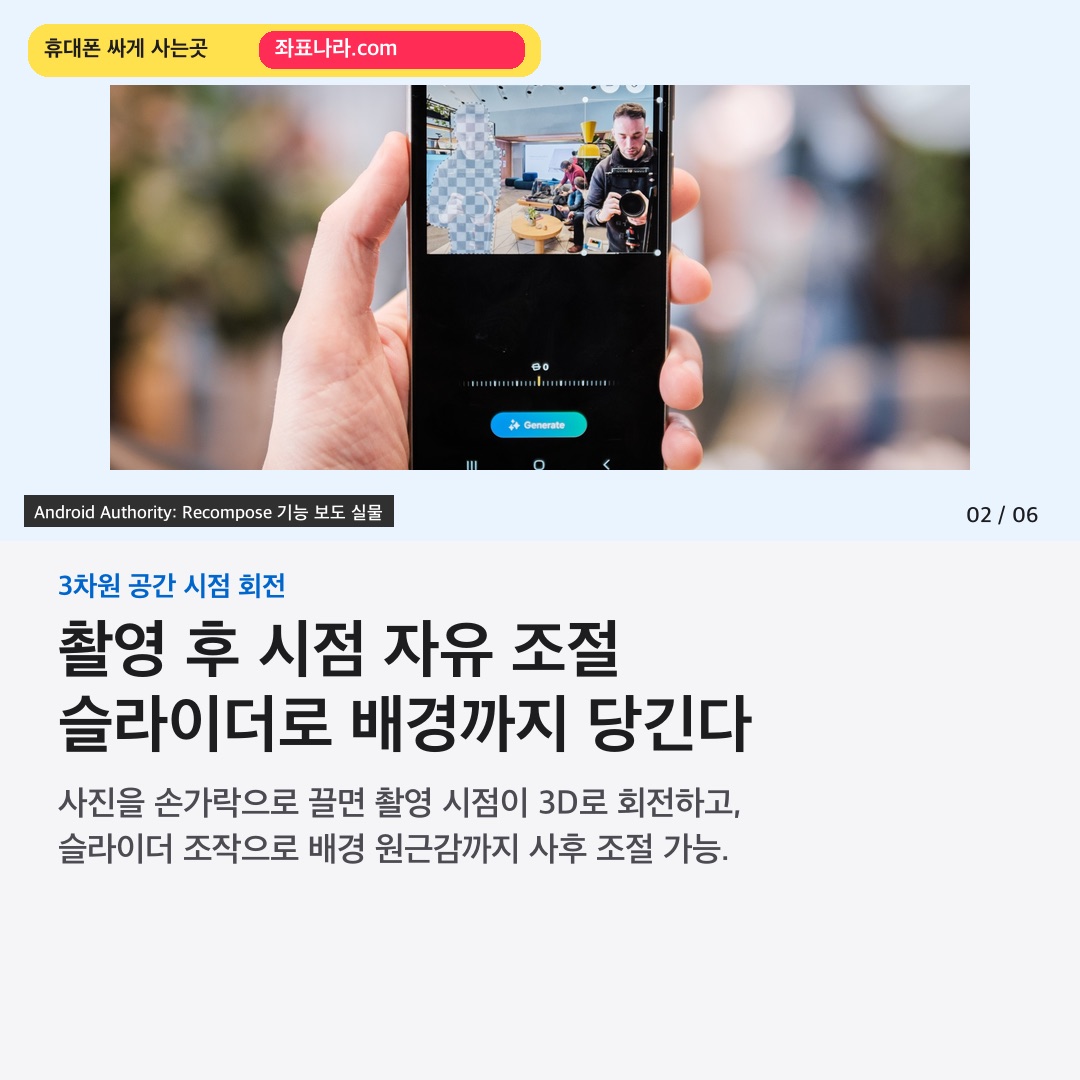 휴대폰 싸게 사는곳
좌표나라.com
0
Generate
Android Authority: Recompose 기능 보도 실물
02 / 06
3차원 공간 시점 회전
촬영 후 시점 자유 조절
슬라이더로 배경까지 당긴다
사진을 손가락으로 끌면 촬영 시점이 3D로 회전하고,
슬라이더 조작으로 배경 원근감까지 사후 조절 가능.